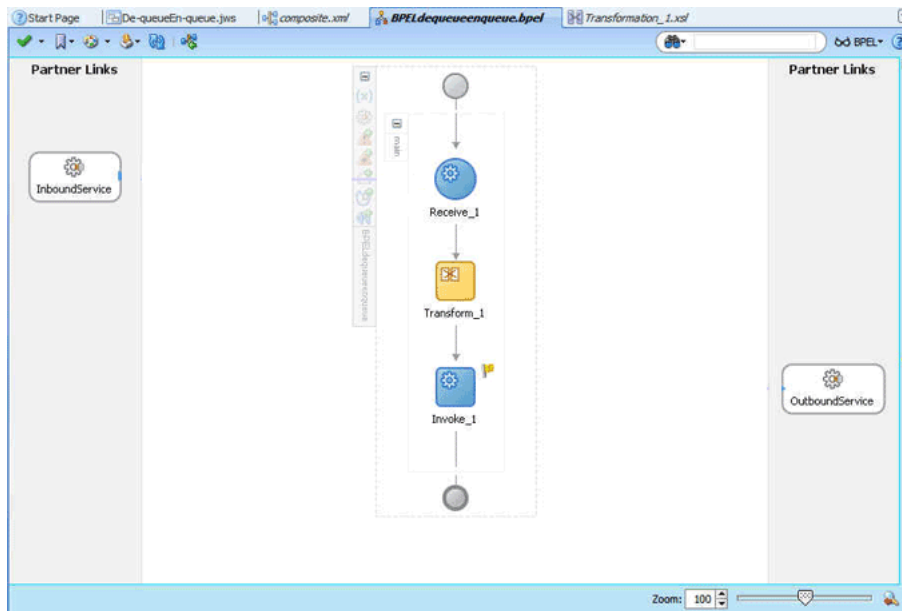 Start Page
De-queueEn-queue.jws
composite.xml
BPELdequeueenqueue.bpel
Transformation_1.xsl
BPEL
Partner Links
Partner Links
InboundService
main
Receive_1
BPELdequeueenqueue
Transform_1
OutboundService
Invoke_1
Zoom: 100